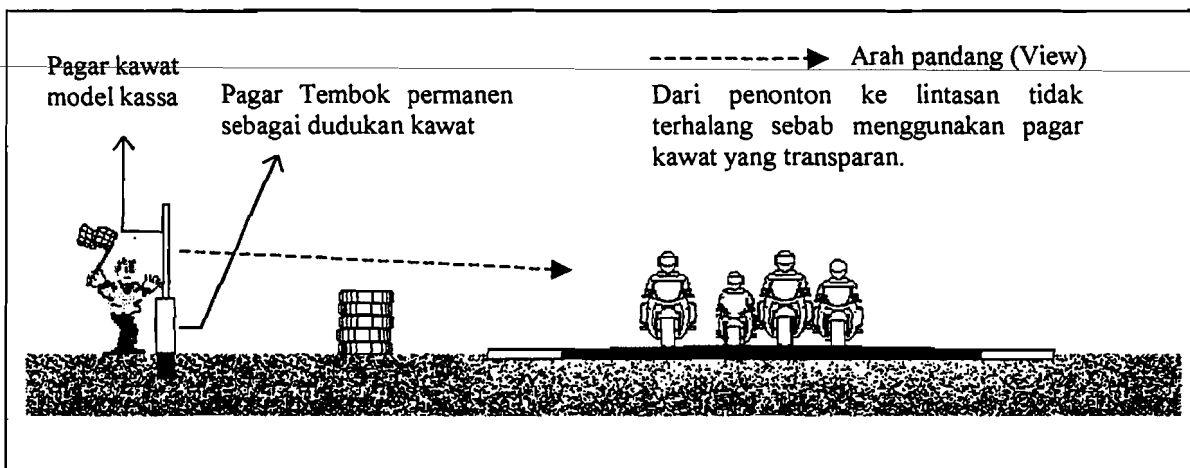 Pagar kawat
model kassa
Pagar Tembok permanen
sebagai dudukan kawat
Arah pandang (View)
Dari penonton ke lintasan tidak
terhalang sebab menggunakan pagar
kawat yang transparan.